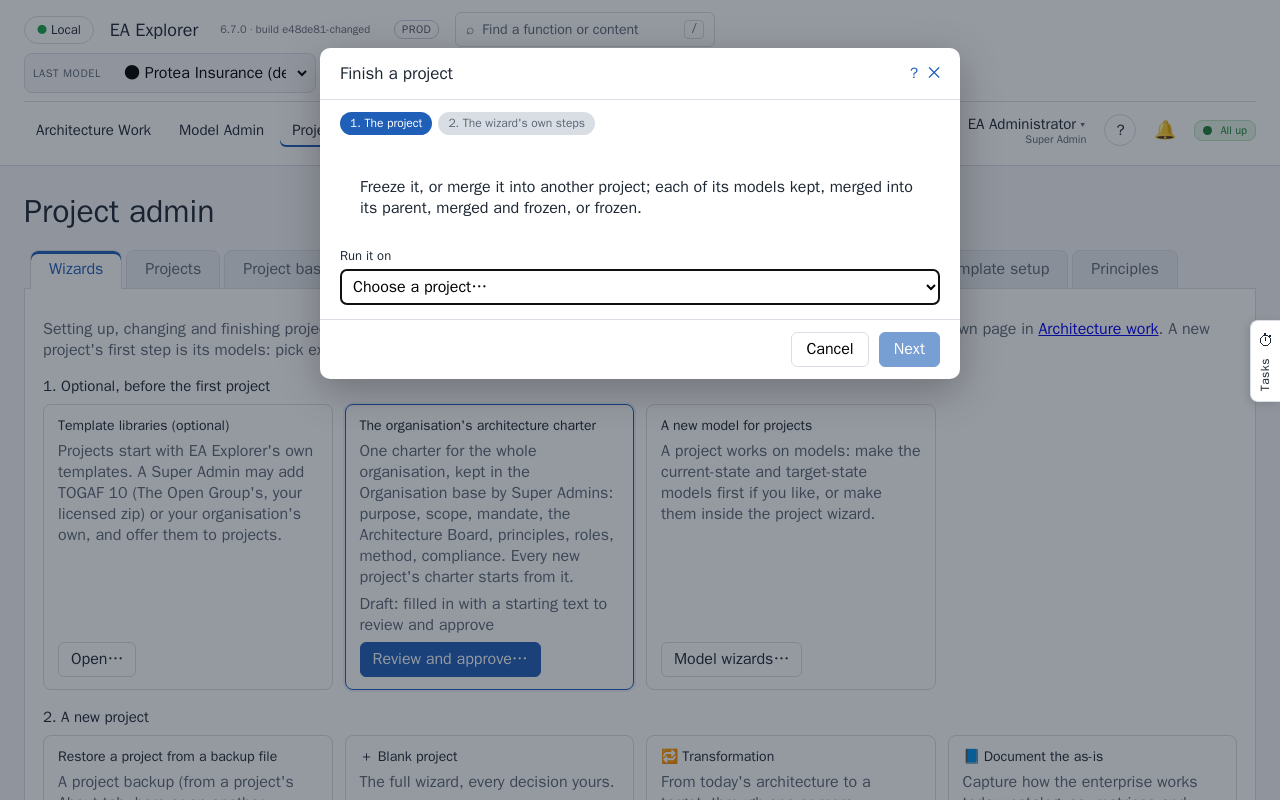 Local
EA Explorer
6.7.0 · build e48de81-changed
PROD
Find a function or content
/
LAST MODEL
Protea Insurance (de
Finish a project
?
1. The project
2. The wizard's own steps
Architecture Work
Model Admin
EA Administrator
Super Admin
?
All up
Freeze it, or merge it into another project; each of its models kept, merged into
its parent, merged and frozen, or frozen.
Project admin
Run it on
Choose a project···
Wizards
Projects
Project bas
mplate setup
Principles
Cancel
Next
Setting up, changing and finishing proje
wn page in Architecture work. A new
project's first step is its models: pick ex
Tasks
1. Optional, before the first project
Template libraries (optional)
Projects start with EA Explorer's own
templates. A Super Admin may add
TOGAF 10 (The Open Group's, your
licensed zip) or your organisation's
own, and offer them to projects.
Open···
The organisation's architecture charter
One charter for the whole
organisation, kept in the
Organisation base by Super Admins:
purpose, scope, mandate, the
Architecture Board, principles, roles,
method, compliance. Every new
project's charter starts from it.
Draft: filled in with a starting text to
review and approve
Review and approve···
A new model for projects
A project works on models: make the
current-state and target-state
models first if you like, or make
them inside the project wizard.
Model wizards···
2. A new project
Restore a project from a backup file
A project backup (from a project's
+ Blank project
The full wizard, every decision yours.
Transformation
From today's architecture to a
Document the as-is
Capture how the enterprise works